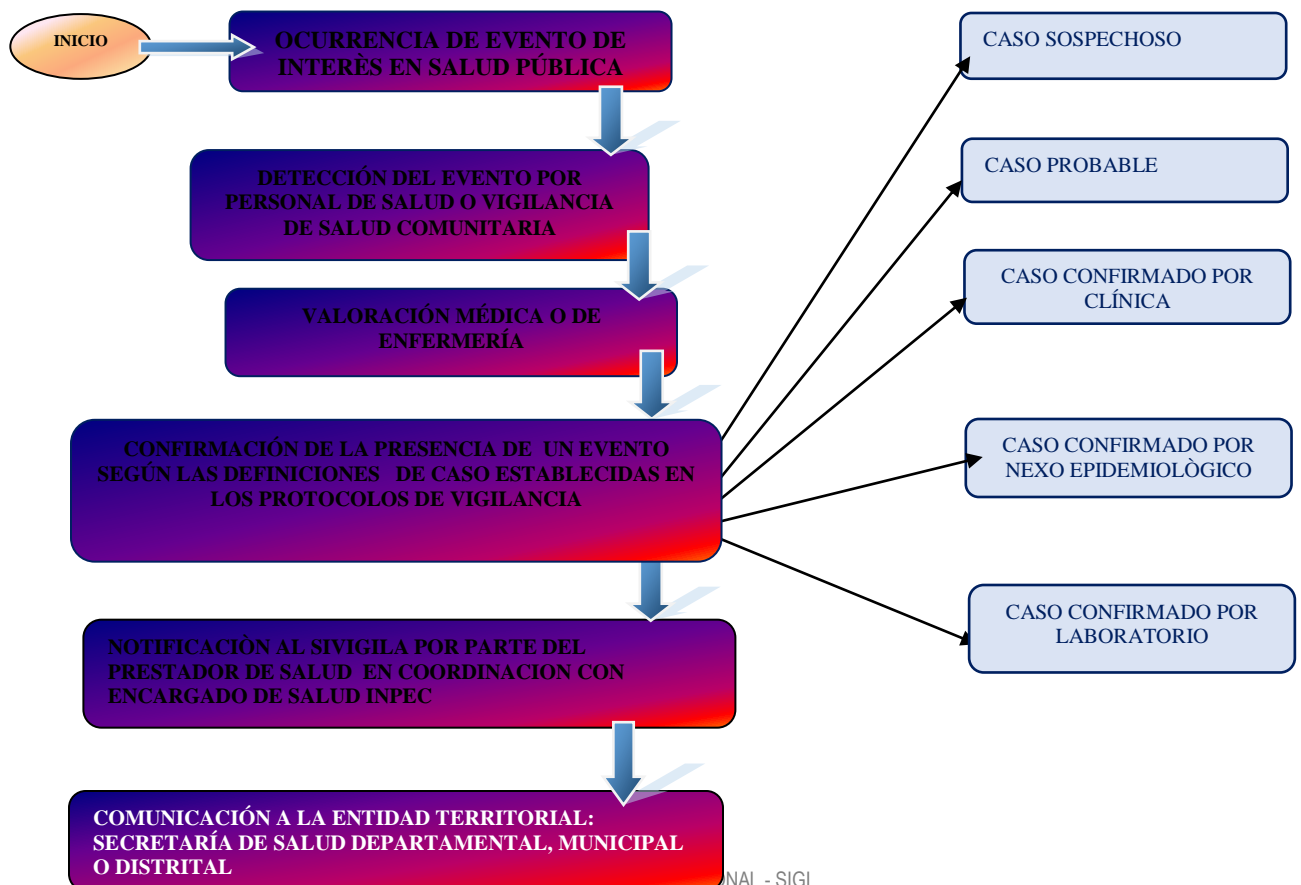 INICIO
OCURRENCIA DE EVENTO DE
INTERÈS EN SALUD PÚBLICA
DETECCIÓN DEL EVENTO POR
PERSONAL DE SALUD O VIGILANCIA
DE SALUD COMUNITARIA
VALORACIÓN MÉDICA O DE
ENFERMERÍA
CONFIRMACIÓN DE LA PRESENCIA DE UN EVENTO
SEGÚN LAS DEFINICIONES DE CASO ESTABLECIDAS EN
LOS PROTOCOLOS DE VIGILANCIA
CASO SOSPECHOSO
CASO PROBABLE
CASO CONFIRMADO POR
CLÍNICA
CASO CONFIRMADO POR
NEXO EPIDEMIOLÒGICO
CASO CONFIRMADO POR
LABORATORIO
NOTIFICACIÒN AL SIVIGILA POR PARTE DEL
PRESTADOR DE SALUD EN COORDINACION CON
ENCARGADO DE SALUD INPEC
COMUNICACIÓN A LA ENTIDAD TERRITORIAL:
SECRETARÍA DE SALUD DEPARTAMENTAL, MUNICIPAL
O DISTRITAL
- SIGI